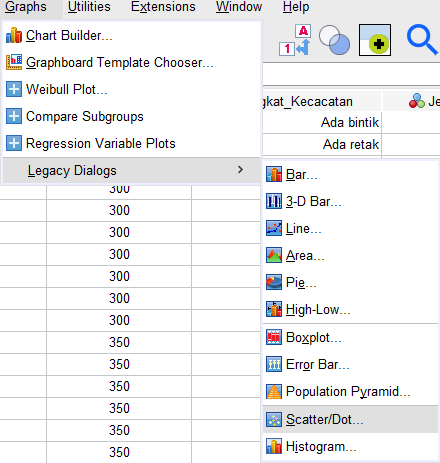 Graphs Utilities Extensions Window Help
Chart Builder...
Graphboard Template Chooser...
Weibull Plot...
Compare Subgroups
Regression Variable Plots
Legacy Dialogs
1 A
gkat_Kecacatan Je
Ada bintik
Ada retak
Bar...
3-D Bar...
Line...
Area...
Pie...
High-Low...
Boxplot...
Error Bar...
Population Pyramid...
Scatter/Dot...
Histogram...
300
300
300
300
300
300
300
350
350
350
350
350
350